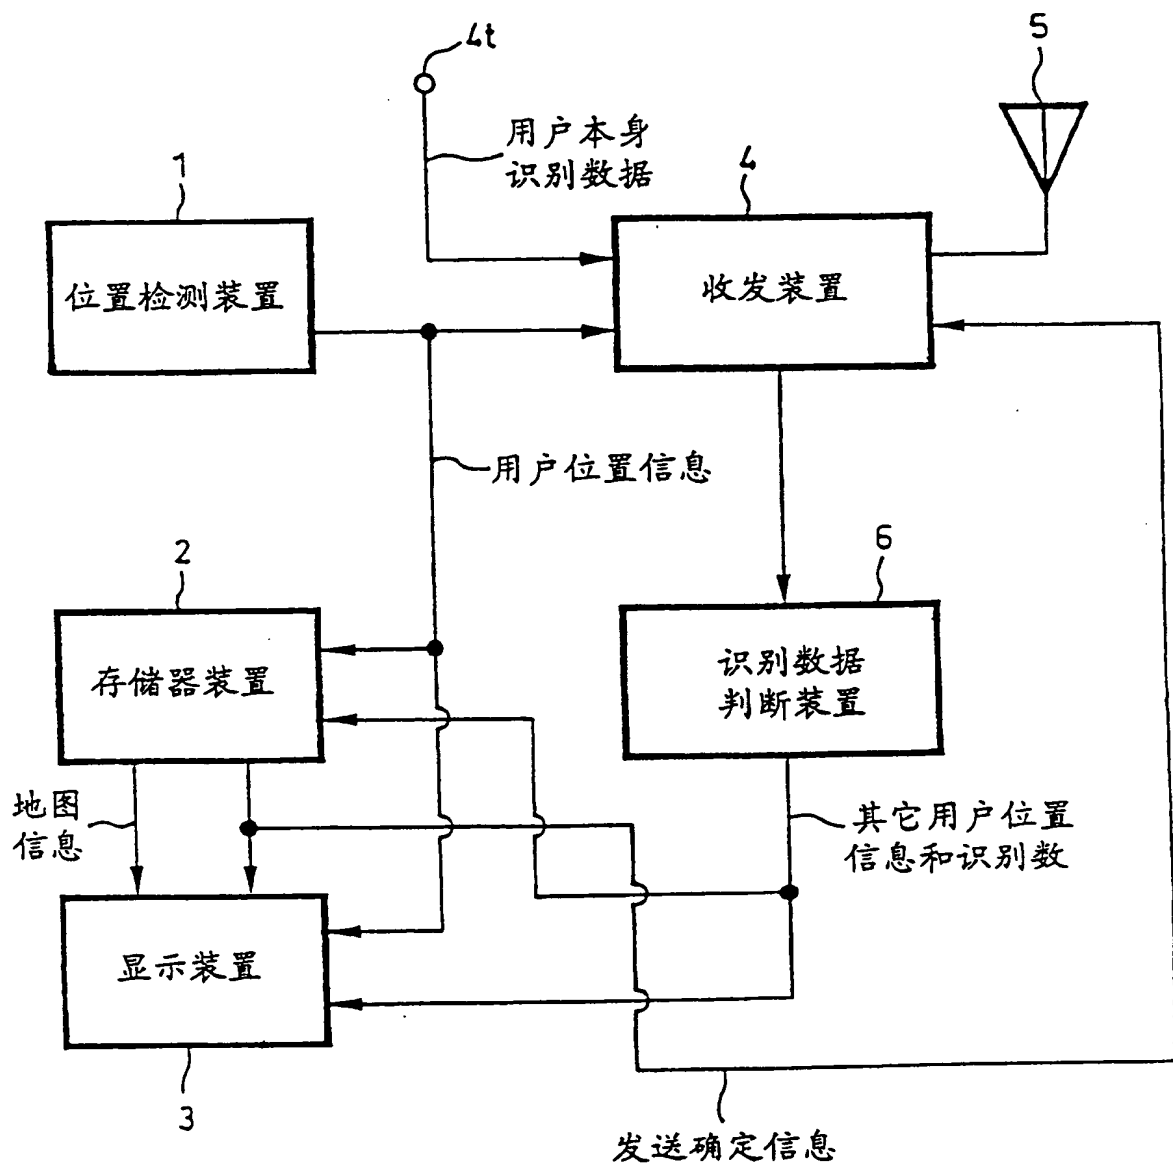 4t
5
用户本身
识别数据
1
4
位置检测装置
收发装置
用户位置信息
2
6
存储器装置
识别数据
判断装置
地图
信息
其它用户位置
信息和识别数
显示装置
3
发送确定信息